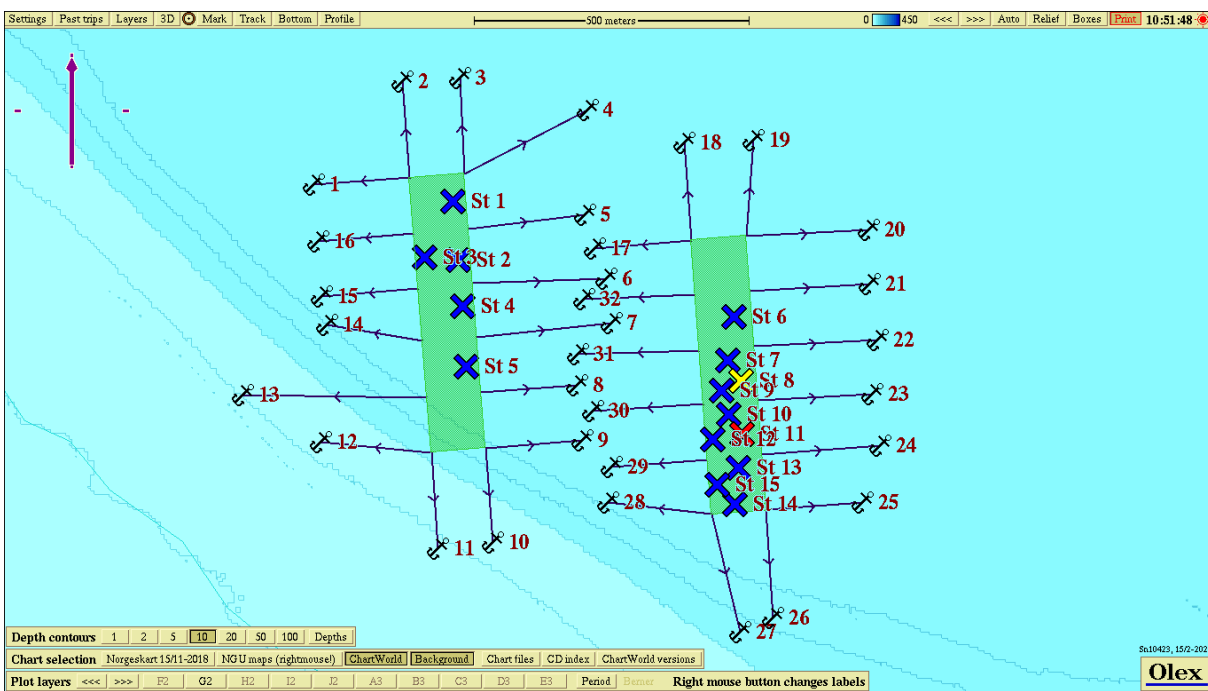 Settings Past trips Layers 3D Mark Track Bottom Profile 500 meters 0 450 <<< >>> Auto Relief Boxes Print 10:51:48
2 3
4
18 19
1
St 1
5
20
16 17
St 3 St 2
6
21
15 32
St 4
14 7 St 6
22
31
St 5 St 7
St 8
8
13 St 9 23
30 St 10
St 11
12 9 St 12 24
29 St 13
St 15
28 St 14 25
11 10
26
27
Depth contours 1 2 5 10 20 50 100 Depths
Chart selection Norgeskart 15/11-2018 NGU maps (rightmouse!) ChartWorld Background Chart files CD index ChartWorld versions
Sn10423, 15/2-202
Plot layers <<< >>> F2 G2 H2 I2 J2 A3 B3 C3 D3 E3 Period Berner Right mouse button changes labels
Olex